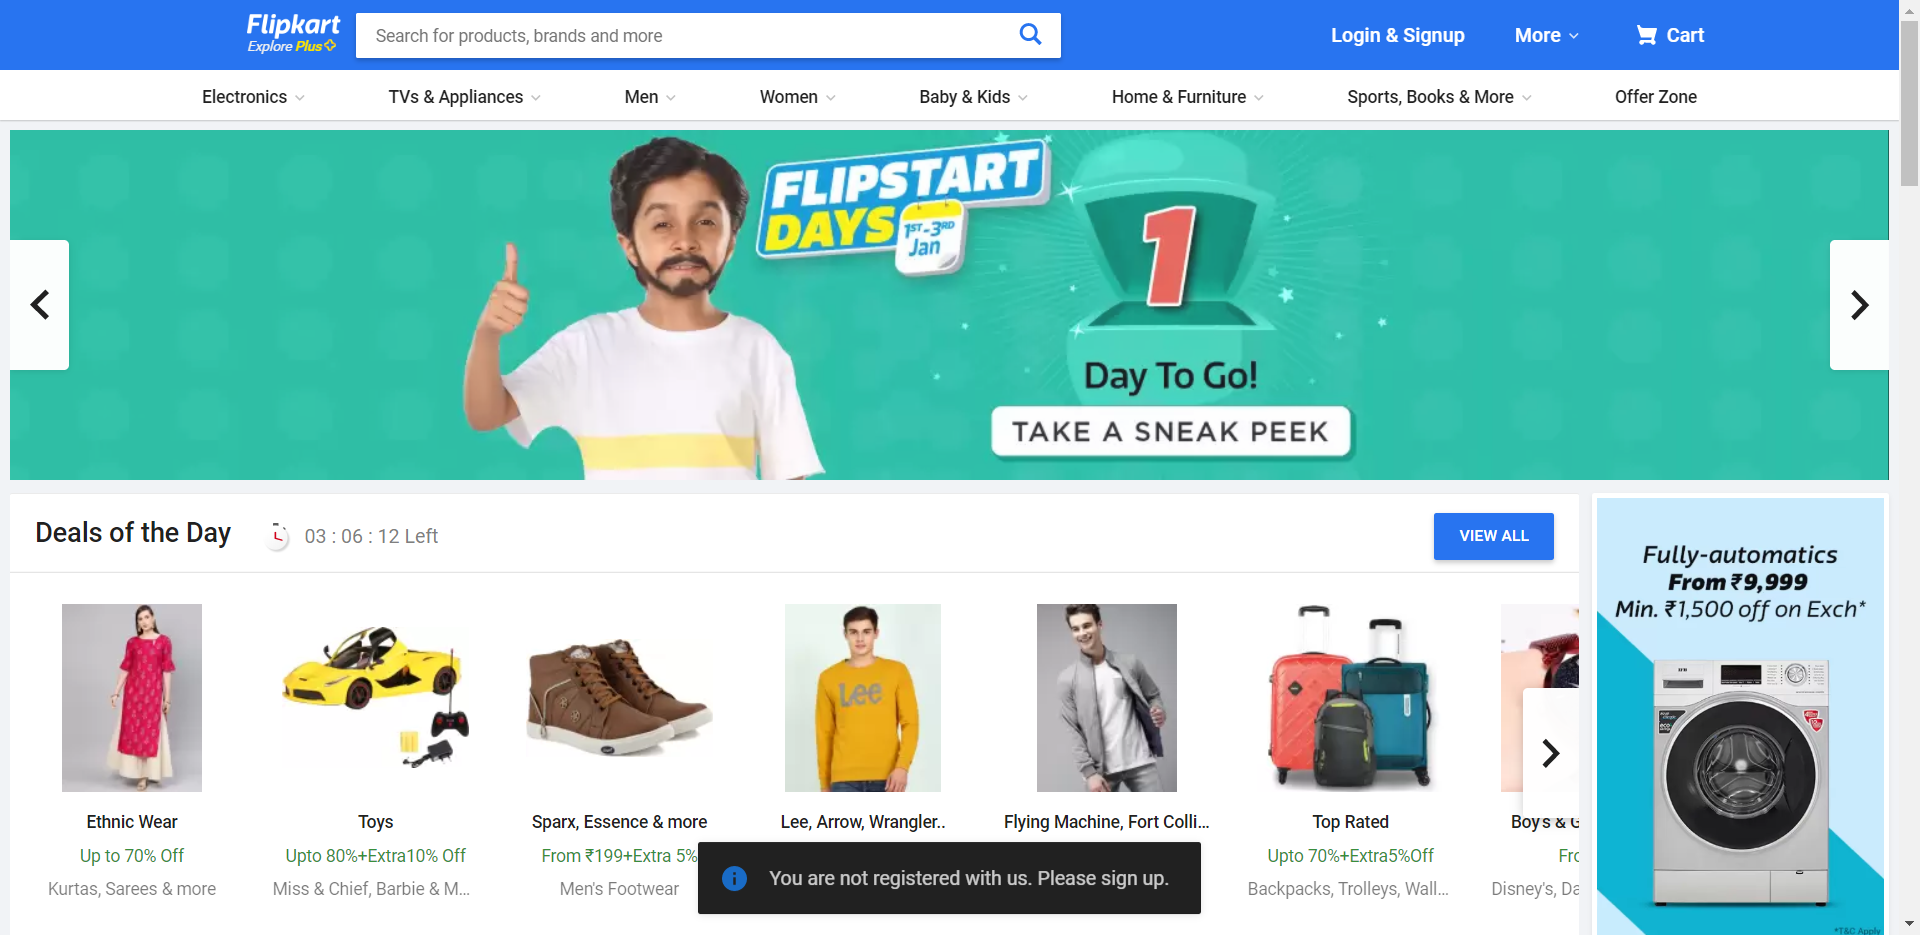 Flipkart
Explore Plus
Search for products, brands and more
Login & Signup
More
Cart
Electronics
TVs & Appliances
Men
Women
Baby & Kids
Home & Furniture
Sports, Books & More
Offer Zone
FLIPSTART
DAYS
1ST-3RD
Jan
1
Day To Go!
TAKE A SNEAK PEEK
Deals of the Day
03 : 06 : 12 Left
VIEW ALL
Fully-automatics
From ₹9,999
Min. ₹1,500 off on Exch*
Lee
Ethnic Wear
Up to 70% Off
Kurtas, Sarees & more
Toys
Upto 80%+Extra10% Off
Miss & Chief, Barbie & M...
Sparx, Essence & more
From ₹199+Extra 5%
Men's Footwear
Lee, Arrow, Wrangler..
Flying Machine, Fort Colli...
Top Rated
Upto 70%+Extra5%Off
Backpacks, Trolleys, Wall...
Boys & G
Fro
Disney's, Da
You are not registered with us. Please sign up.
*T&C Apply